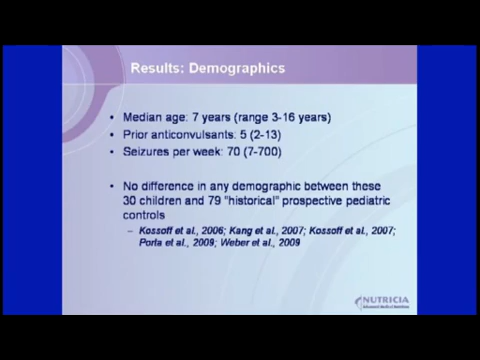 Results: Demographics
• Median age: 7 years (range 3-16 years)
• Prior anticonvulsants: 5 (2-13)
• Seizures per week: 70 (7-700)
• No difference in any demographic between these
30 children and 79 "historical" prospective pediatric
controls
– Kossoff et al., 2006; Kang et al., 2007; Kossoff et al., 2007;
Porta et al., 2009; Weber et al., 2009
NUTRICIA
Advanced Medical Nutrition